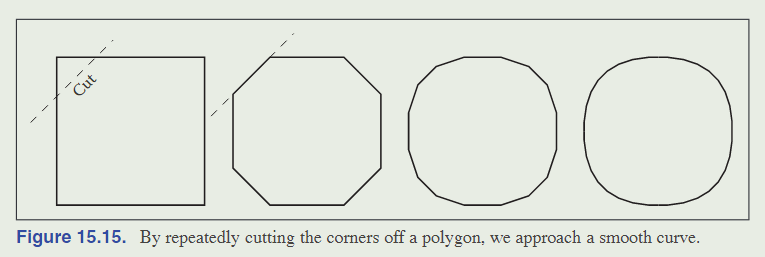 Cut
Figure 15.15. By repeatedly cutting the corners off a polygon, we approach a smooth curve.